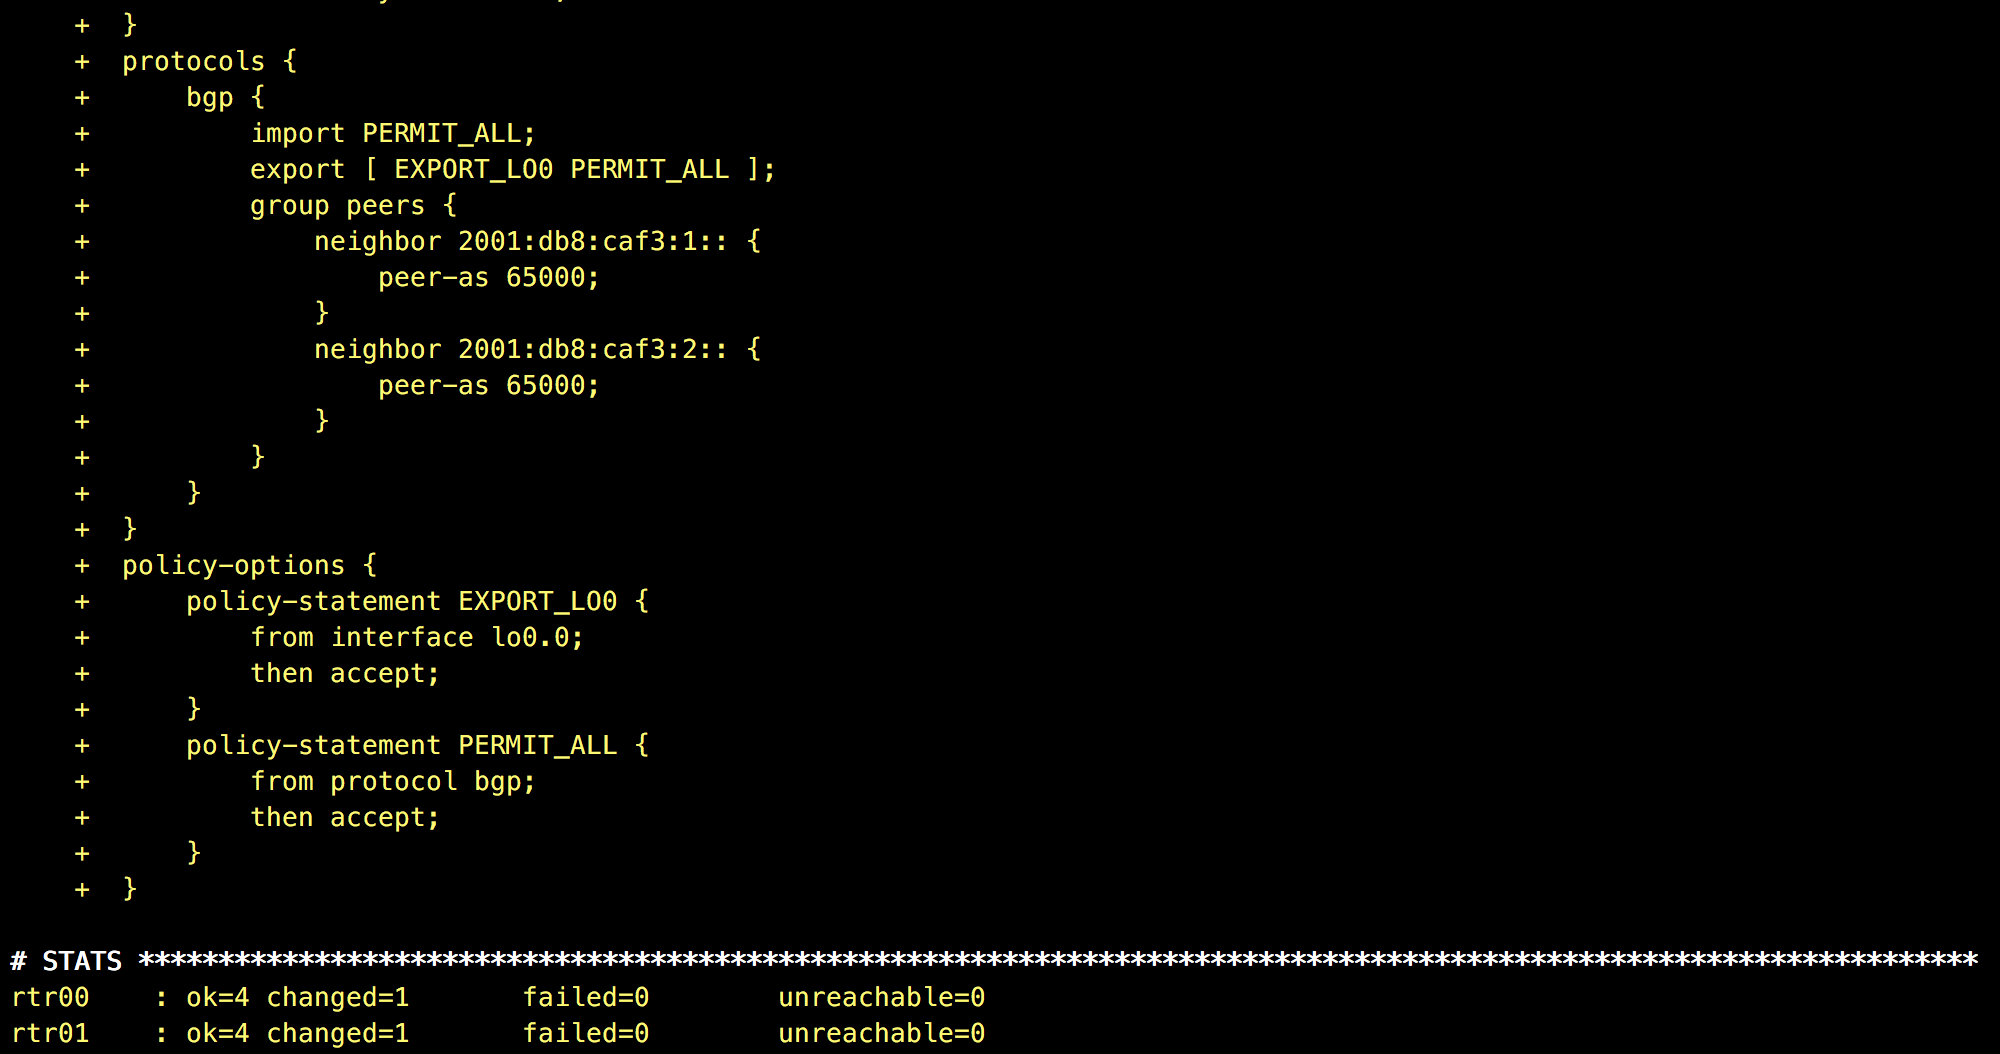 +  }
+  protocols {
+      bgp {
+          import PERMIT_ALL;
+          export [ EXPORT_LO0 PERMIT_ALL ];
+          group peers {
+              neighbor 2001:db8:caf3:1:: {
+                  peer-as 65000;
+              }
+              neighbor 2001:db8:caf3:2:: {
+                  peer-as 65000;
+              }
+          }
+      }
+  }
+  policy-options {
+      policy-statement EXPORT_LO0 {
+          from interface lo0.0;
+          then accept;
+      }
+      policy-statement PERMIT_ALL {
+          from protocol bgp;
+          then accept;
+      }
+  }
# STATS *******************************************************************************************************************
rtr00    : ok=4 changed=1       failed=0        unreachable=0
rtr01    : ok=4 changed=1       failed=0        unreachable=0